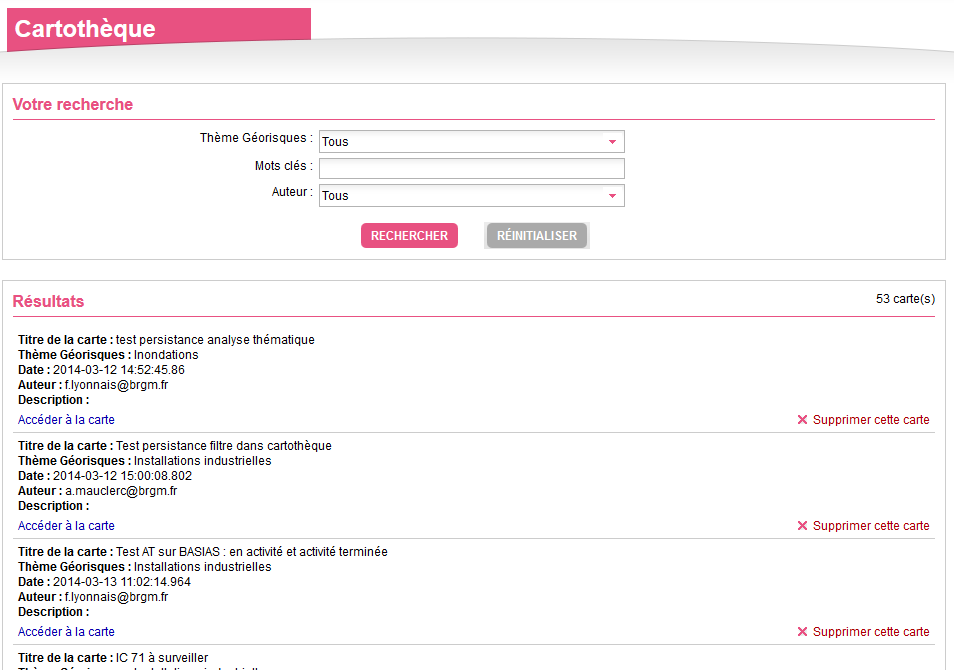 Cartothèque
Votre recherche
Thème Géorisques : Tous
Mots clés :
Auteur : Tous
RECHERCHER RÉINITIALISER
Résultats 53 carte(s)
Titre de la carte : test persistance analyse thématique
Thème Géorisques : Inondations
Date : 2014-03-12 14:52:45.86
Auteur : f.lyonnais@brgm.fr
Description :
Accéder à la carte Supprimer cette carte
Titre de la carte : Test persistance filtre dans cartothèque
Thème Géorisques : Installations industrielles
Date : 2014-03-12 15:00:08.802
Auteur : a.mauclerc@brgm.fr
Description :
Accéder à la carte Supprimer cette carte
Titre de la carte : Test AT sur BASIAS : en activité et activité terminée
Thème Géorisques : Installations industrielles
Date : 2014-03-13 11:02:14.964
Auteur : f.lyonnais@brgm.fr
Description :
Accéder à la carte Supprimer cette carte
Titre de la carte : IC 71 à surveiller